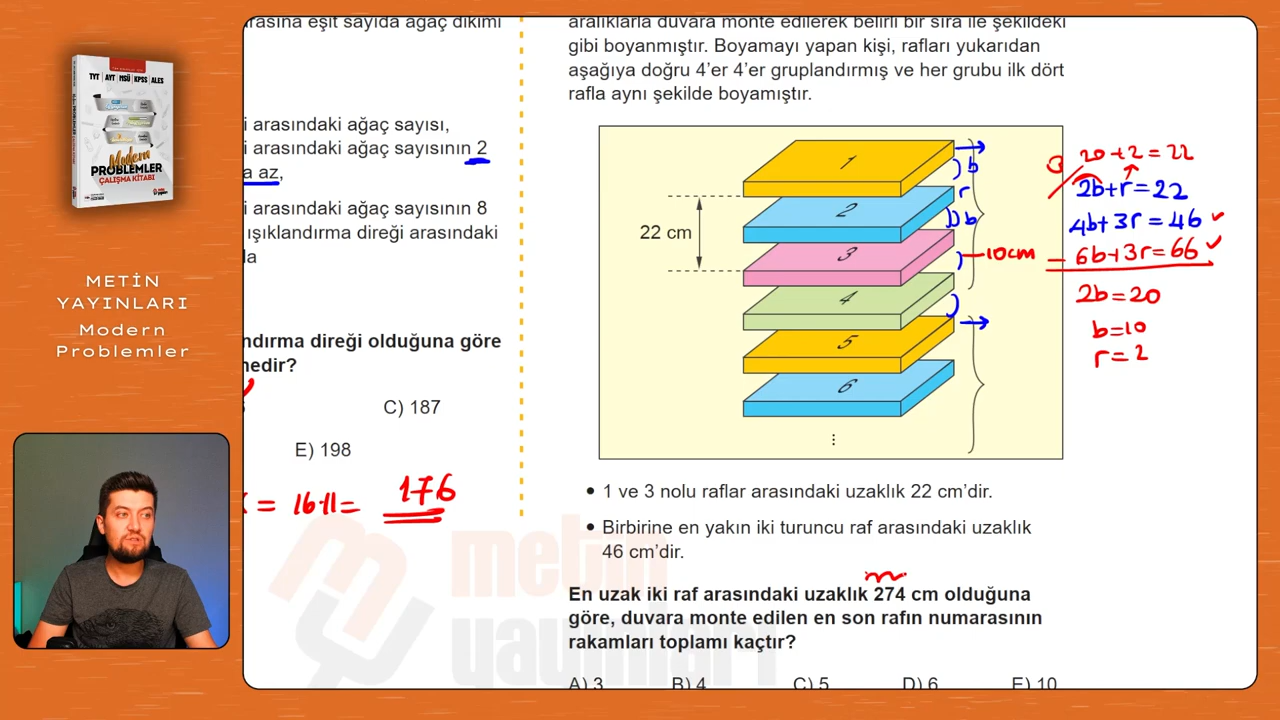 TYT | AYT | MSÜ | KPSS | ALES
Modern
PROBLEMLER
ÇALIŞMA KİTABI
METİN
YAYINLARI
Modern
Problemler
rasına eşit sayıda ağaç dikimi
i arasındaki ağaç sayısı,
i arasındaki ağaç sayısının 2
a az,
i arasındaki ağaç sayısının 8
ışıklandırma direği arasındaki
la
ndırma direği olduğuna göre
nedir?
C) 187
E) 198
= 16·11 = 176
aralıklarla duvara monte edilerek belirli bir sıra ile şekildeki
gibi boyanmıştır. Boyamayı yapan kişi, rafları yukarıdan
aşağıya doğru 4'er 4'er gruplandırmış ve her grubu ilk dört
rafla aynı şekilde boyamıştır.
22 cm
1
2
3
4
5
6
⋮
b
r
b
10cm
3
20+2=22
2b+r=22
4b+3r=46
6b+3r=66
2b=20
b=10
r=2
• 1 ve 3 nolu raflar arasındaki uzaklık 22 cm'dir.
• Birbirine en yakın iki turuncu raf arasındaki uzaklık
46 cm'dir.
En uzak iki raf arasındaki uzaklık 274 cm olduğuna
göre, duvara monte edilen en son rafın numarasının
rakamları toplamı kaçtır?
A) 3 B) 4 C) 5 D) 6 E) 10
metin
yayınları